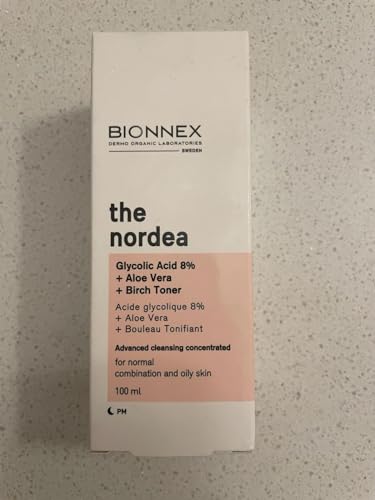 BIONNEX
DERMO ORGANIC LABORATORIES
SWEDEN
the
nordea
Glycolic Acid 8%
+ Aloe Vera
+ Birch Toner
Acide glycolique 8%
+ Aloe Vera
+ Bouleau Tonifiant
Advanced cleansing concentrated
for normal
combination and oily skin
100 ml
PM